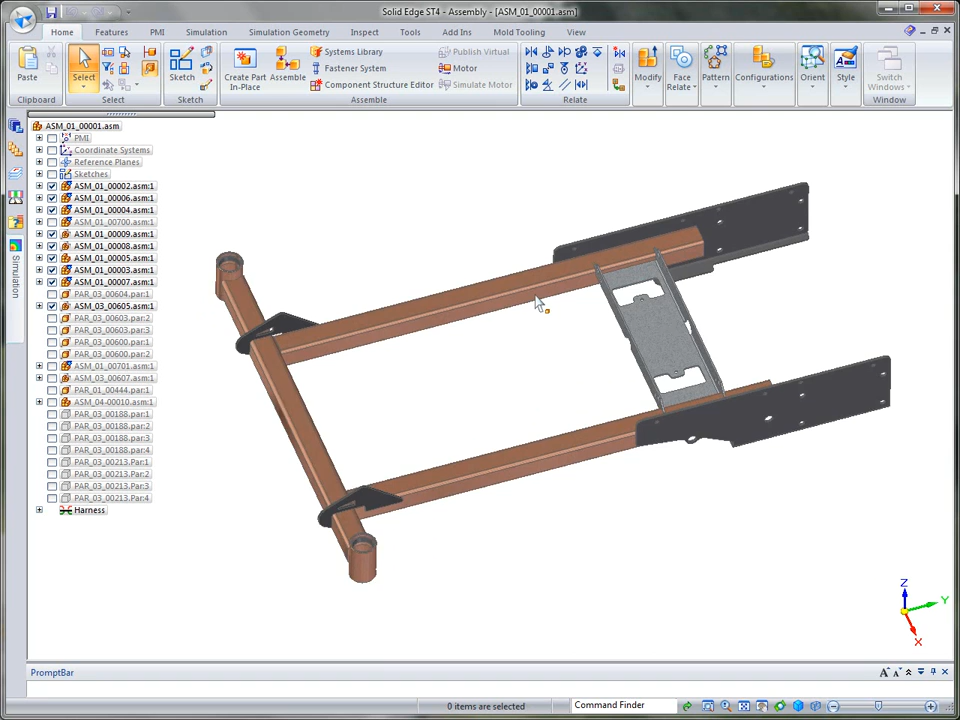 Solid Edge ST4 - Assembly - [ASM_01_00001.asm]
Home Features PMI Simulation Simulation Geometry Inspect Tools Add Ins Mold Tooling View
Paste
Select
Sketch
Create Part In-Place
Assemble
Systems Library
Fastener System
Component Structure Editor
Publish Virtual
Motor
Simulate Motor
Modify
Face Relate
Pattern
Configurations
Orient
Style
Switch Windows
Clipboard Select Sketch Assemble Relate Window
ASM_01_00001.asm
PMI
Coordinate Systems
Reference Planes
Sketches
ASM_01_00002.asm:1
ASM_01_00006.asm:1
ASM_01_00004.asm:1
ASM_01_00700.asm:1
ASM_01_00009.asm:1
ASM_01_00008.asm:1
ASM_01_00005.asm:1
ASM_01_00003.asm:1
ASM_01_00007.asm:1
PAR_03_00604.par:1
ASM_03_00605.asm:1
PAR_03_00603.par:2
PAR_03_00603.par:3
PAR_03_00600.par:1
PAR_03_00600.par:2
ASM_01_00701.asm:1
ASM_03_00607.asm:1
PAR_01_00444.par:1
ASM_04-00010.asm:1
PAR_03_00188.par:1
PAR_03_00188.par:2
PAR_03_00188.par:3
PAR_03_00188.par:4
PAR_03_00213.Par:1
PAR_03_00213.Par:2
PAR_03_00213.Par:3
PAR_03_00213.Par:4
Harness
Simulation
Z
Y
X
PromptBar
0 items are selected
Command Finder